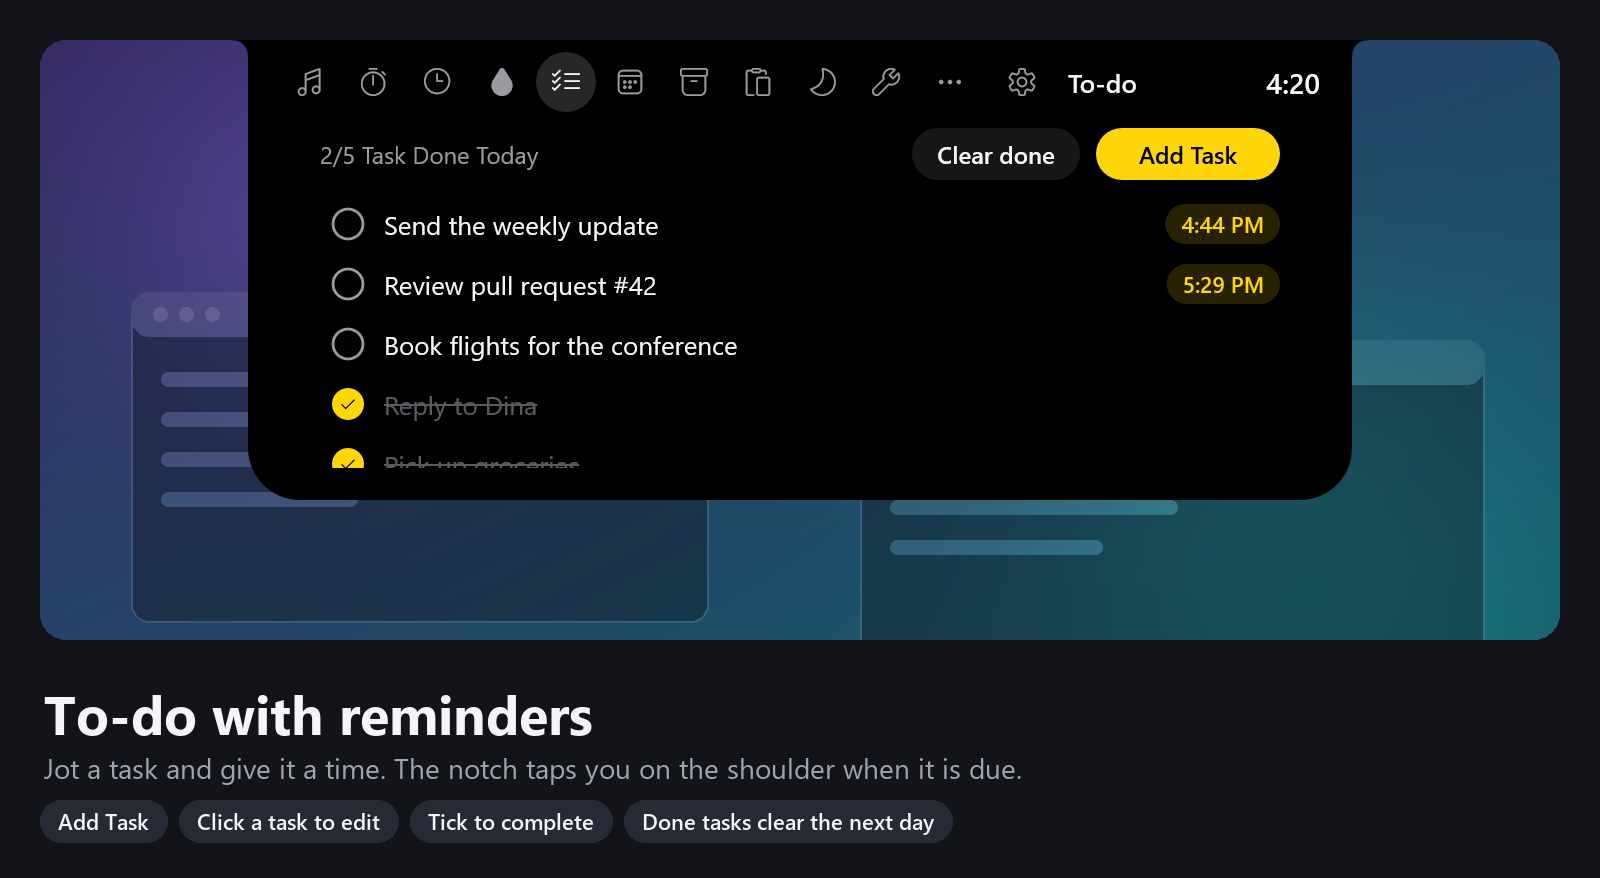 To-do 4:20
2/5 Task Done Today Clear done Add Task
Send the weekly update 4:44 PM
Review pull request #42 5:29 PM
Book flights for the conference
Reply to Dina
Pick up groceries
To-do with reminders
Jot a task and give it a time. The notch taps you on the shoulder when it is due.
Add Task Click a task to edit Tick to complete Done tasks clear the next day